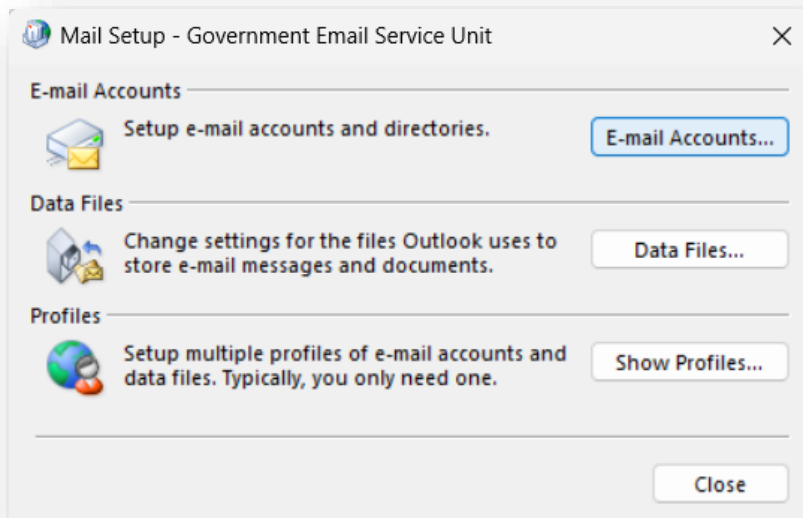 Mail Setup - Government Email Service Unit
E-mail Accounts
Setup e-mail accounts and directories.
E-mail Accounts...
Data Files
Change settings for the files Outlook uses to
store e-mail messages and documents.
Data Files...
Profiles
Setup multiple profiles of e-mail accounts and
data files. Typically, you only need one.
Show Profiles...
Close